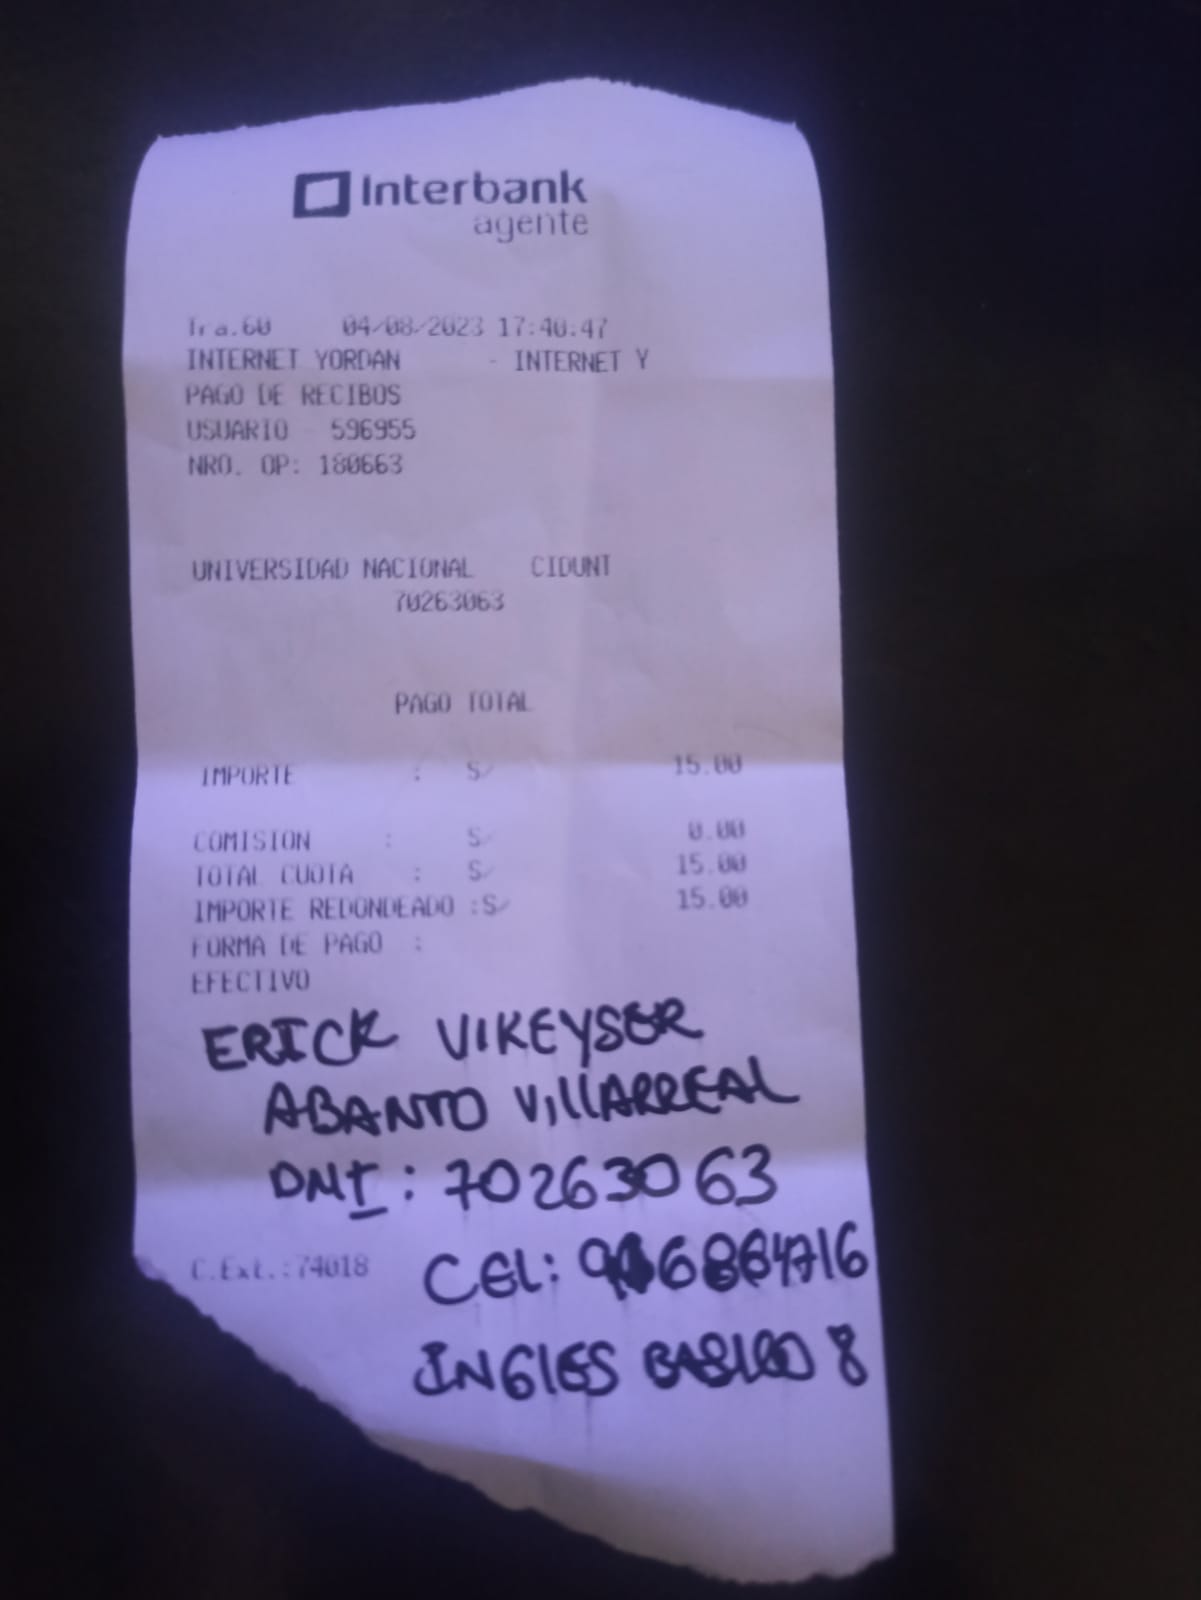 Interbank
agente
Tra.60 04/08/2023 17:40:47
INTERNET YORDAN - INTERNET Y
PAGO DE RECIBOS
USUARIO 596955
NRO. OP: 180663
UNIVERSIDAD NACIONAL CIDUNT
70263063
PAGO TOTAL
IMPORTE : S/ 15.00
COMISION : S/ 0.00
TOTAL CUOTA : S/ 15.00
IMPORTE REDONDEADO :S/ 15.00
FORMA DE PAGO :
EFECTIVO
ERICK VIKEYSER
ABANTO VIllARREAL
DNI : 70263063
C.Ext.:74018
CEL:
INGlES BASICO 8